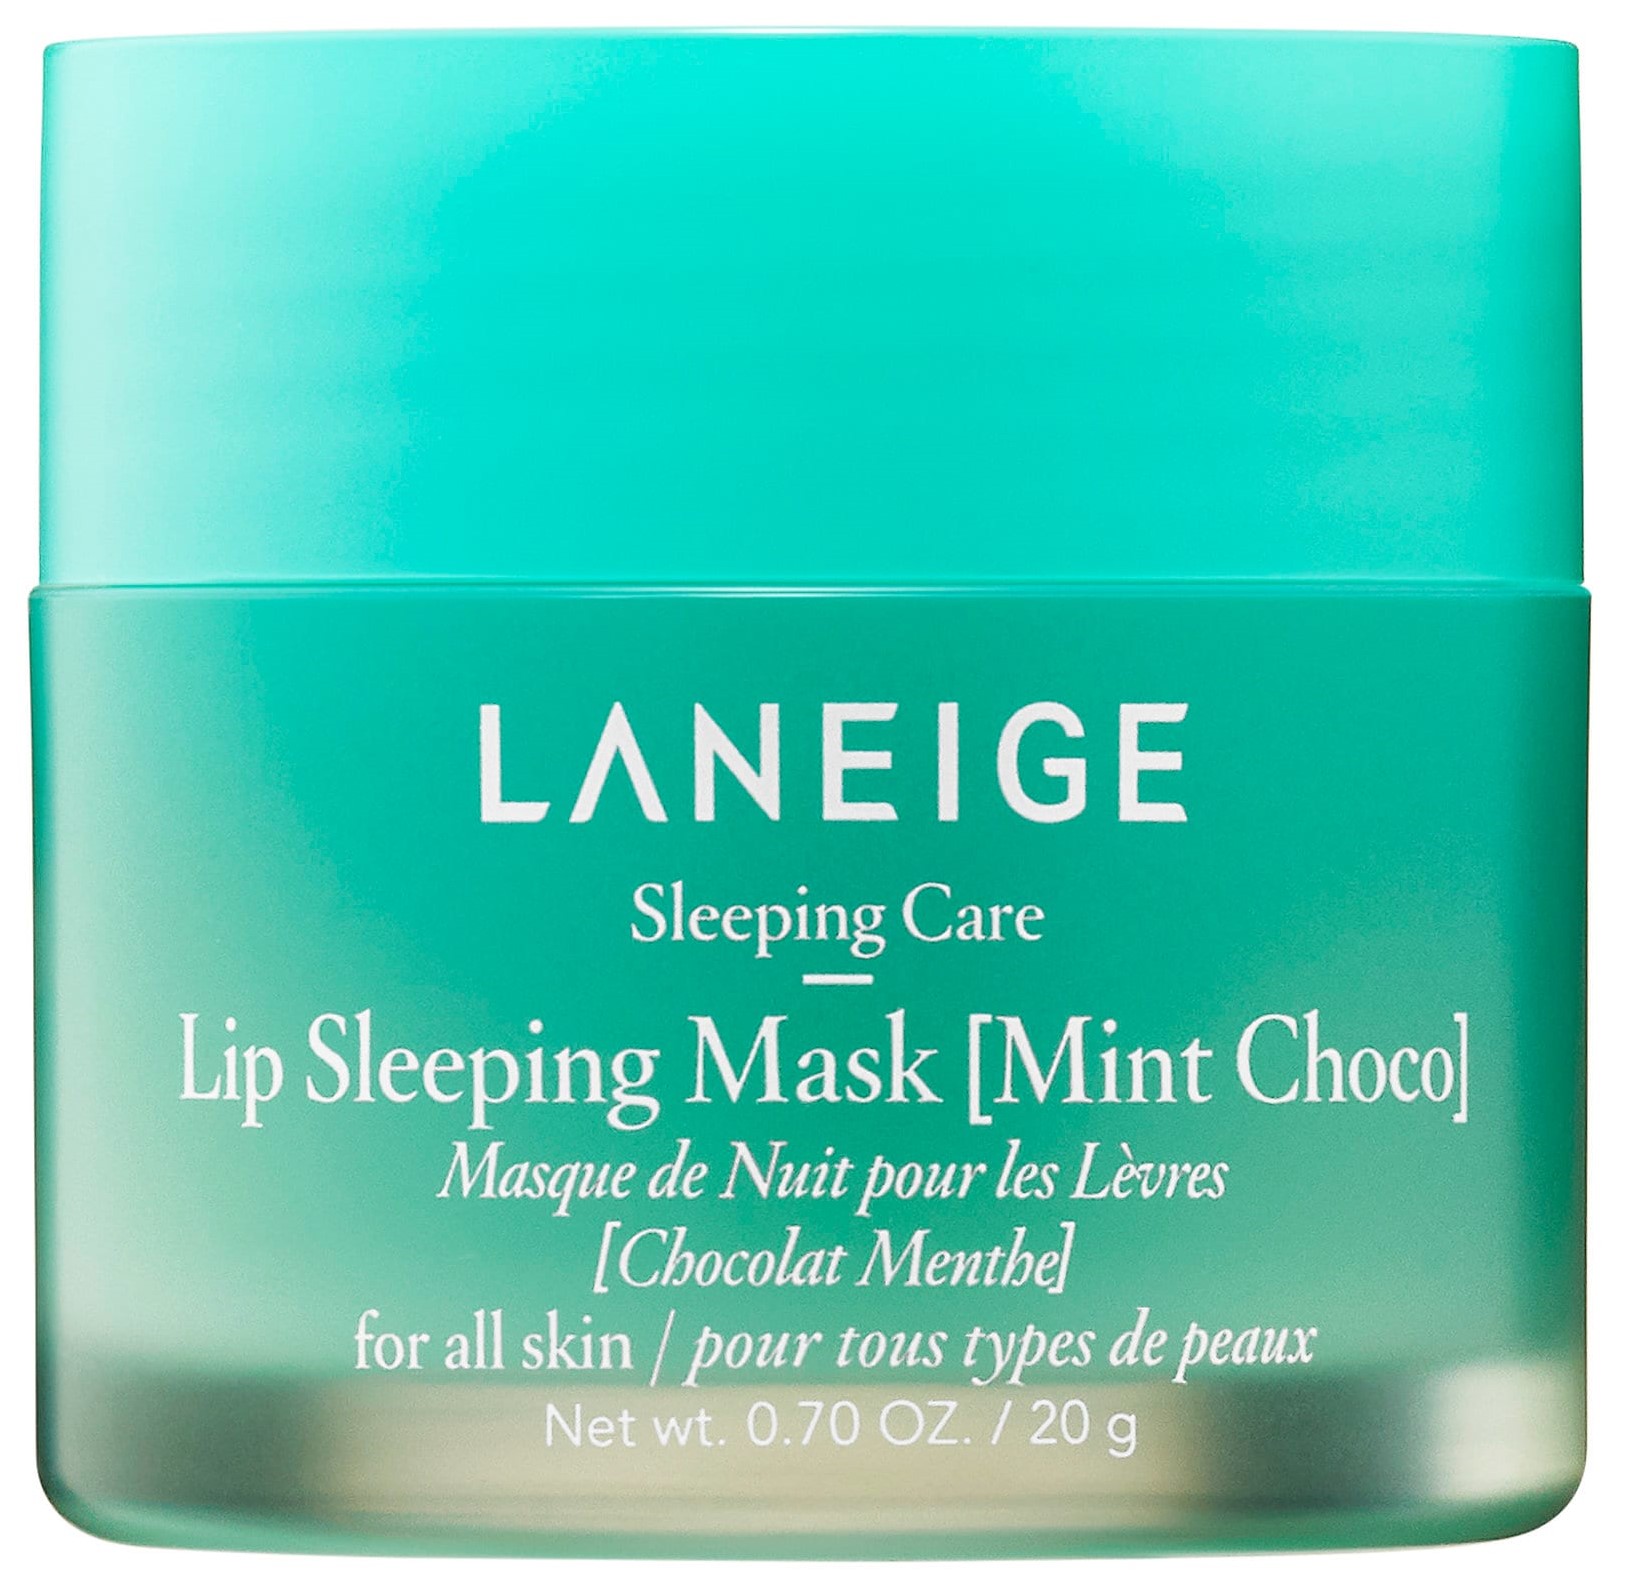 LANEIGE
Sleeping Care
Lip Sleeping Mask [Mint Choco]
Masque de Nuit pour les Lèvres
[Chocolat Menthe]
for all skin / pour tous types de peaux
Net wt. 0.70 OZ. / 20 g